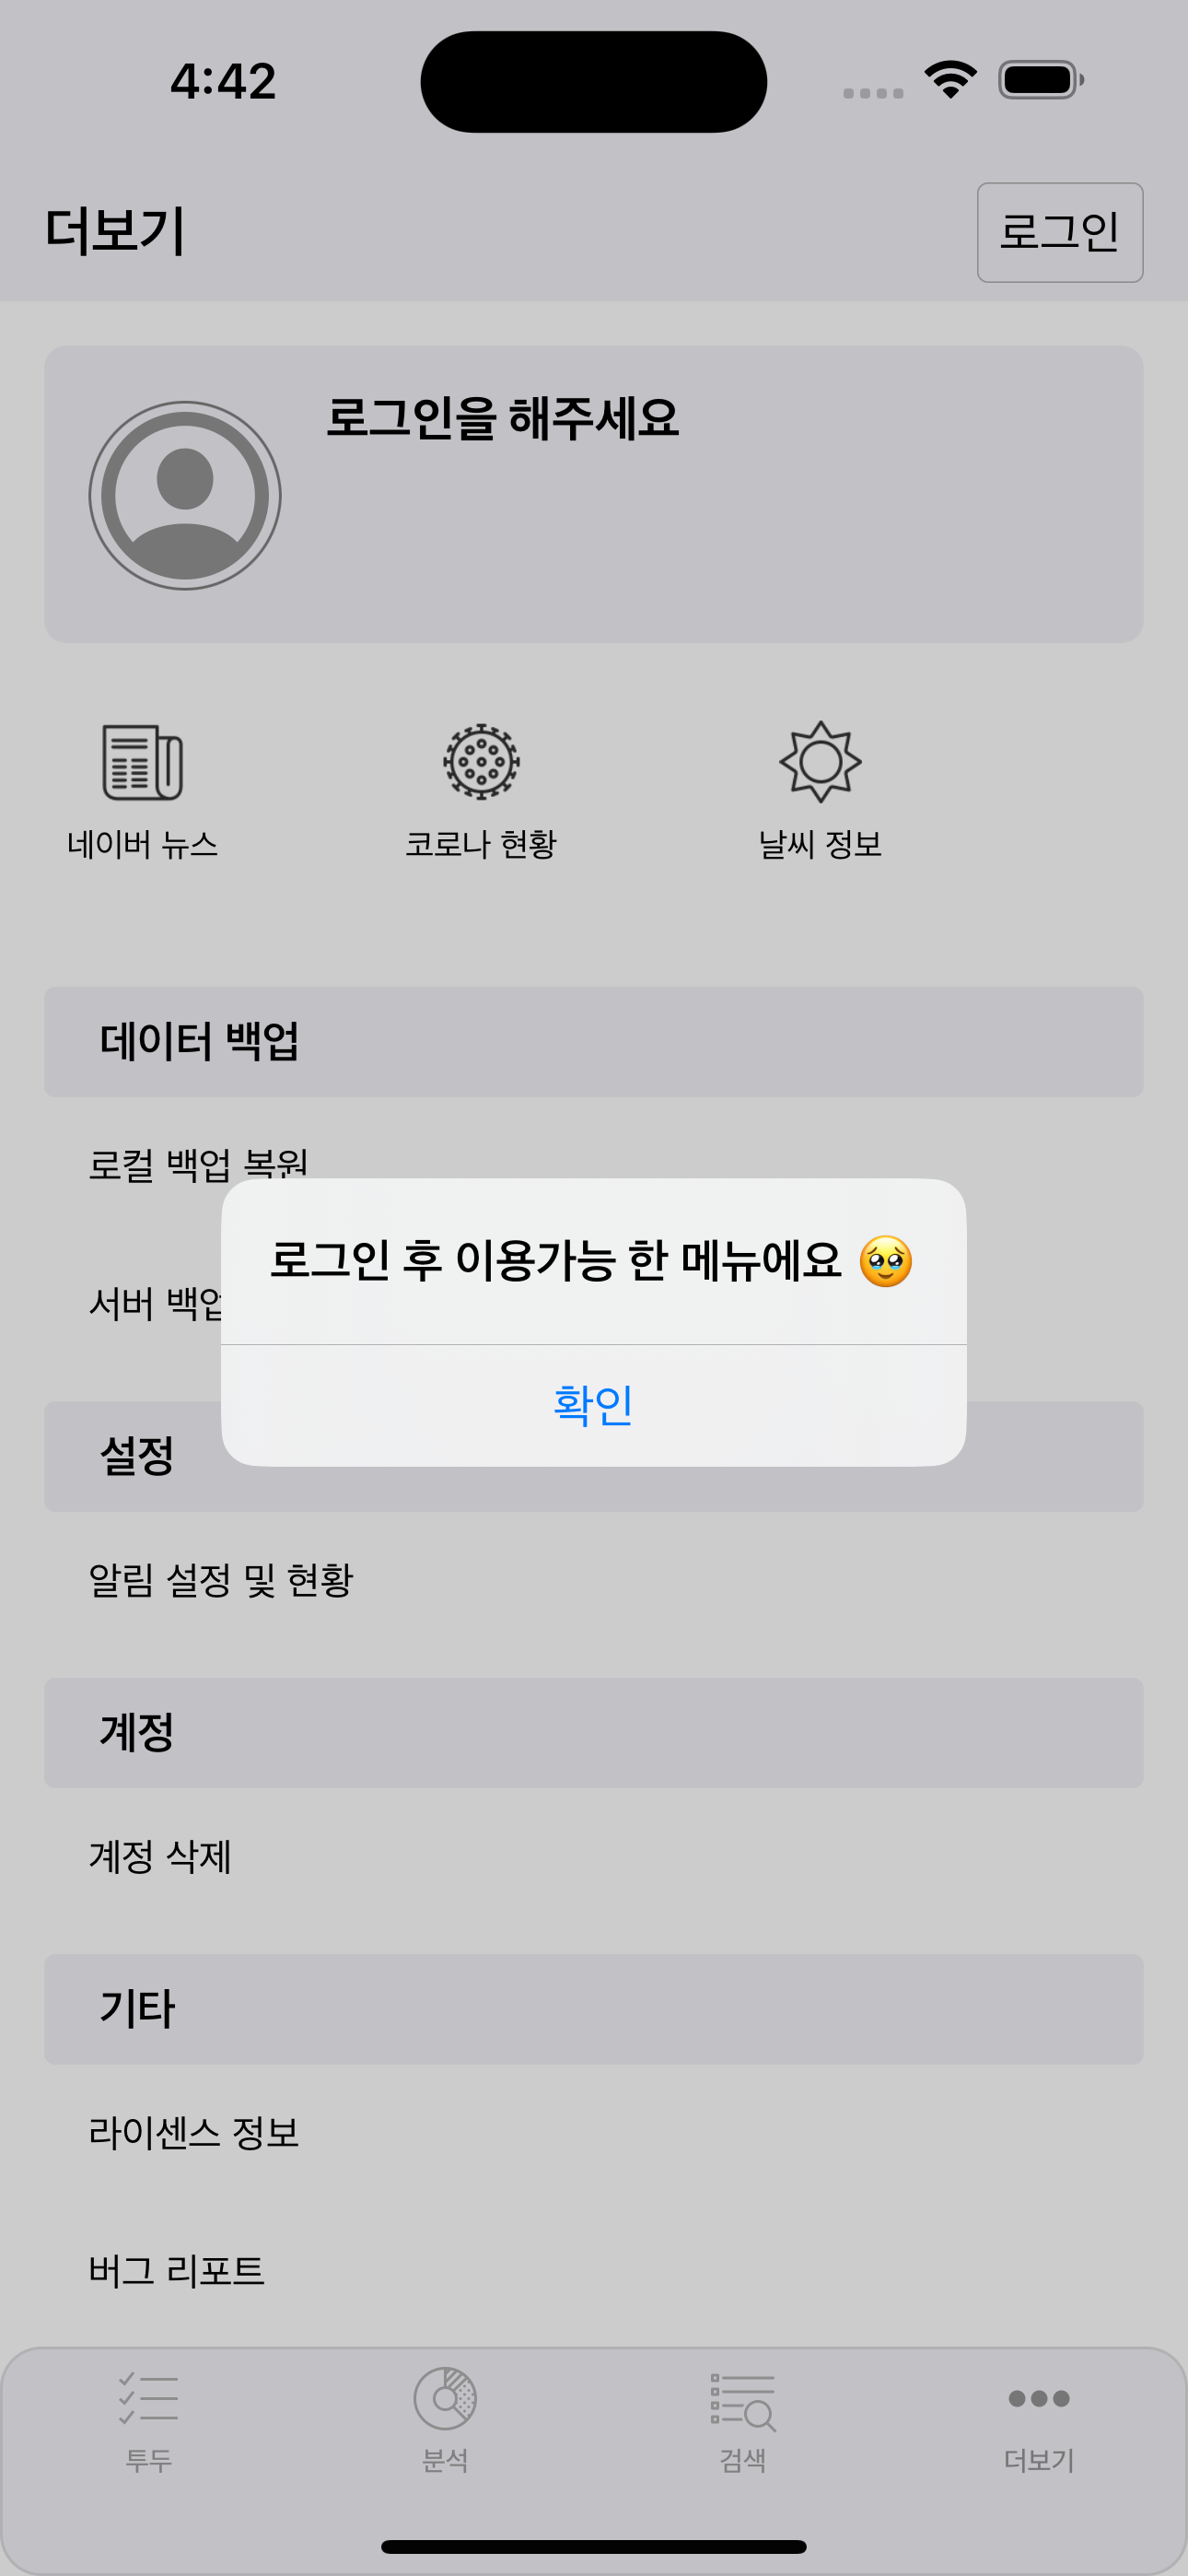 4:42
더보기
로그인
로그인을 해주세요
네이버 뉴스
코로나 현황
날씨 정보
데이터 백업
로컬 백업 복원
로그인 후 이용가능 한 메뉴에요 🥹
서버 백업
확인
설정
알림 설정 및 현황
계정
계정 삭제
기타
라이센스 정보
버그 리포트
투두
분석
검색
더보기